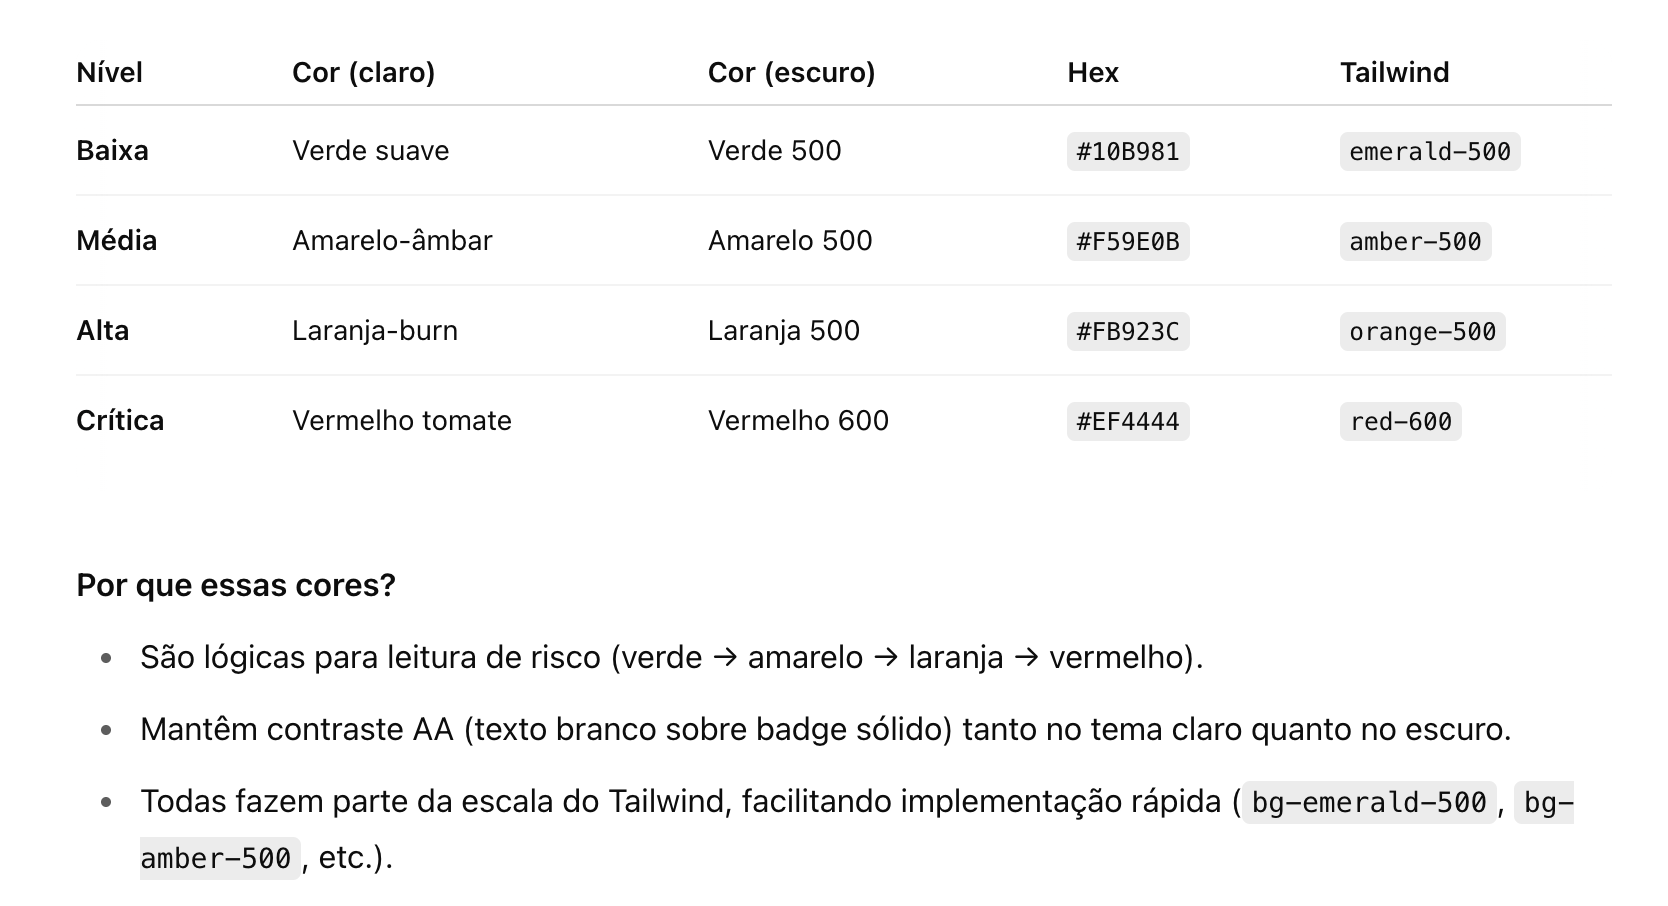 Nível Cor (claro) Cor (escuro) Hex Tailwind
Baixa Verde suave Verde 500 #10B981 emerald-500
Média Amarelo-âmbar Amarelo 500 #F59E0B amber-500
Alta Laranja-burn Laranja 500 #FB923C orange-500
Crítica Vermelho tomate Vermelho 600 #EF4444 red-600
Por que essas cores?
• São lógicas para leitura de risco (verde → amarelo → laranja → vermelho).
• Mantêm contraste AA (texto branco sobre badge sólido) tanto no tema claro quanto no escuro.
• Todas fazem parte da escala do Tailwind, facilitando implementação rápida (bg-emerald-500, bg-
amber-500, etc.).